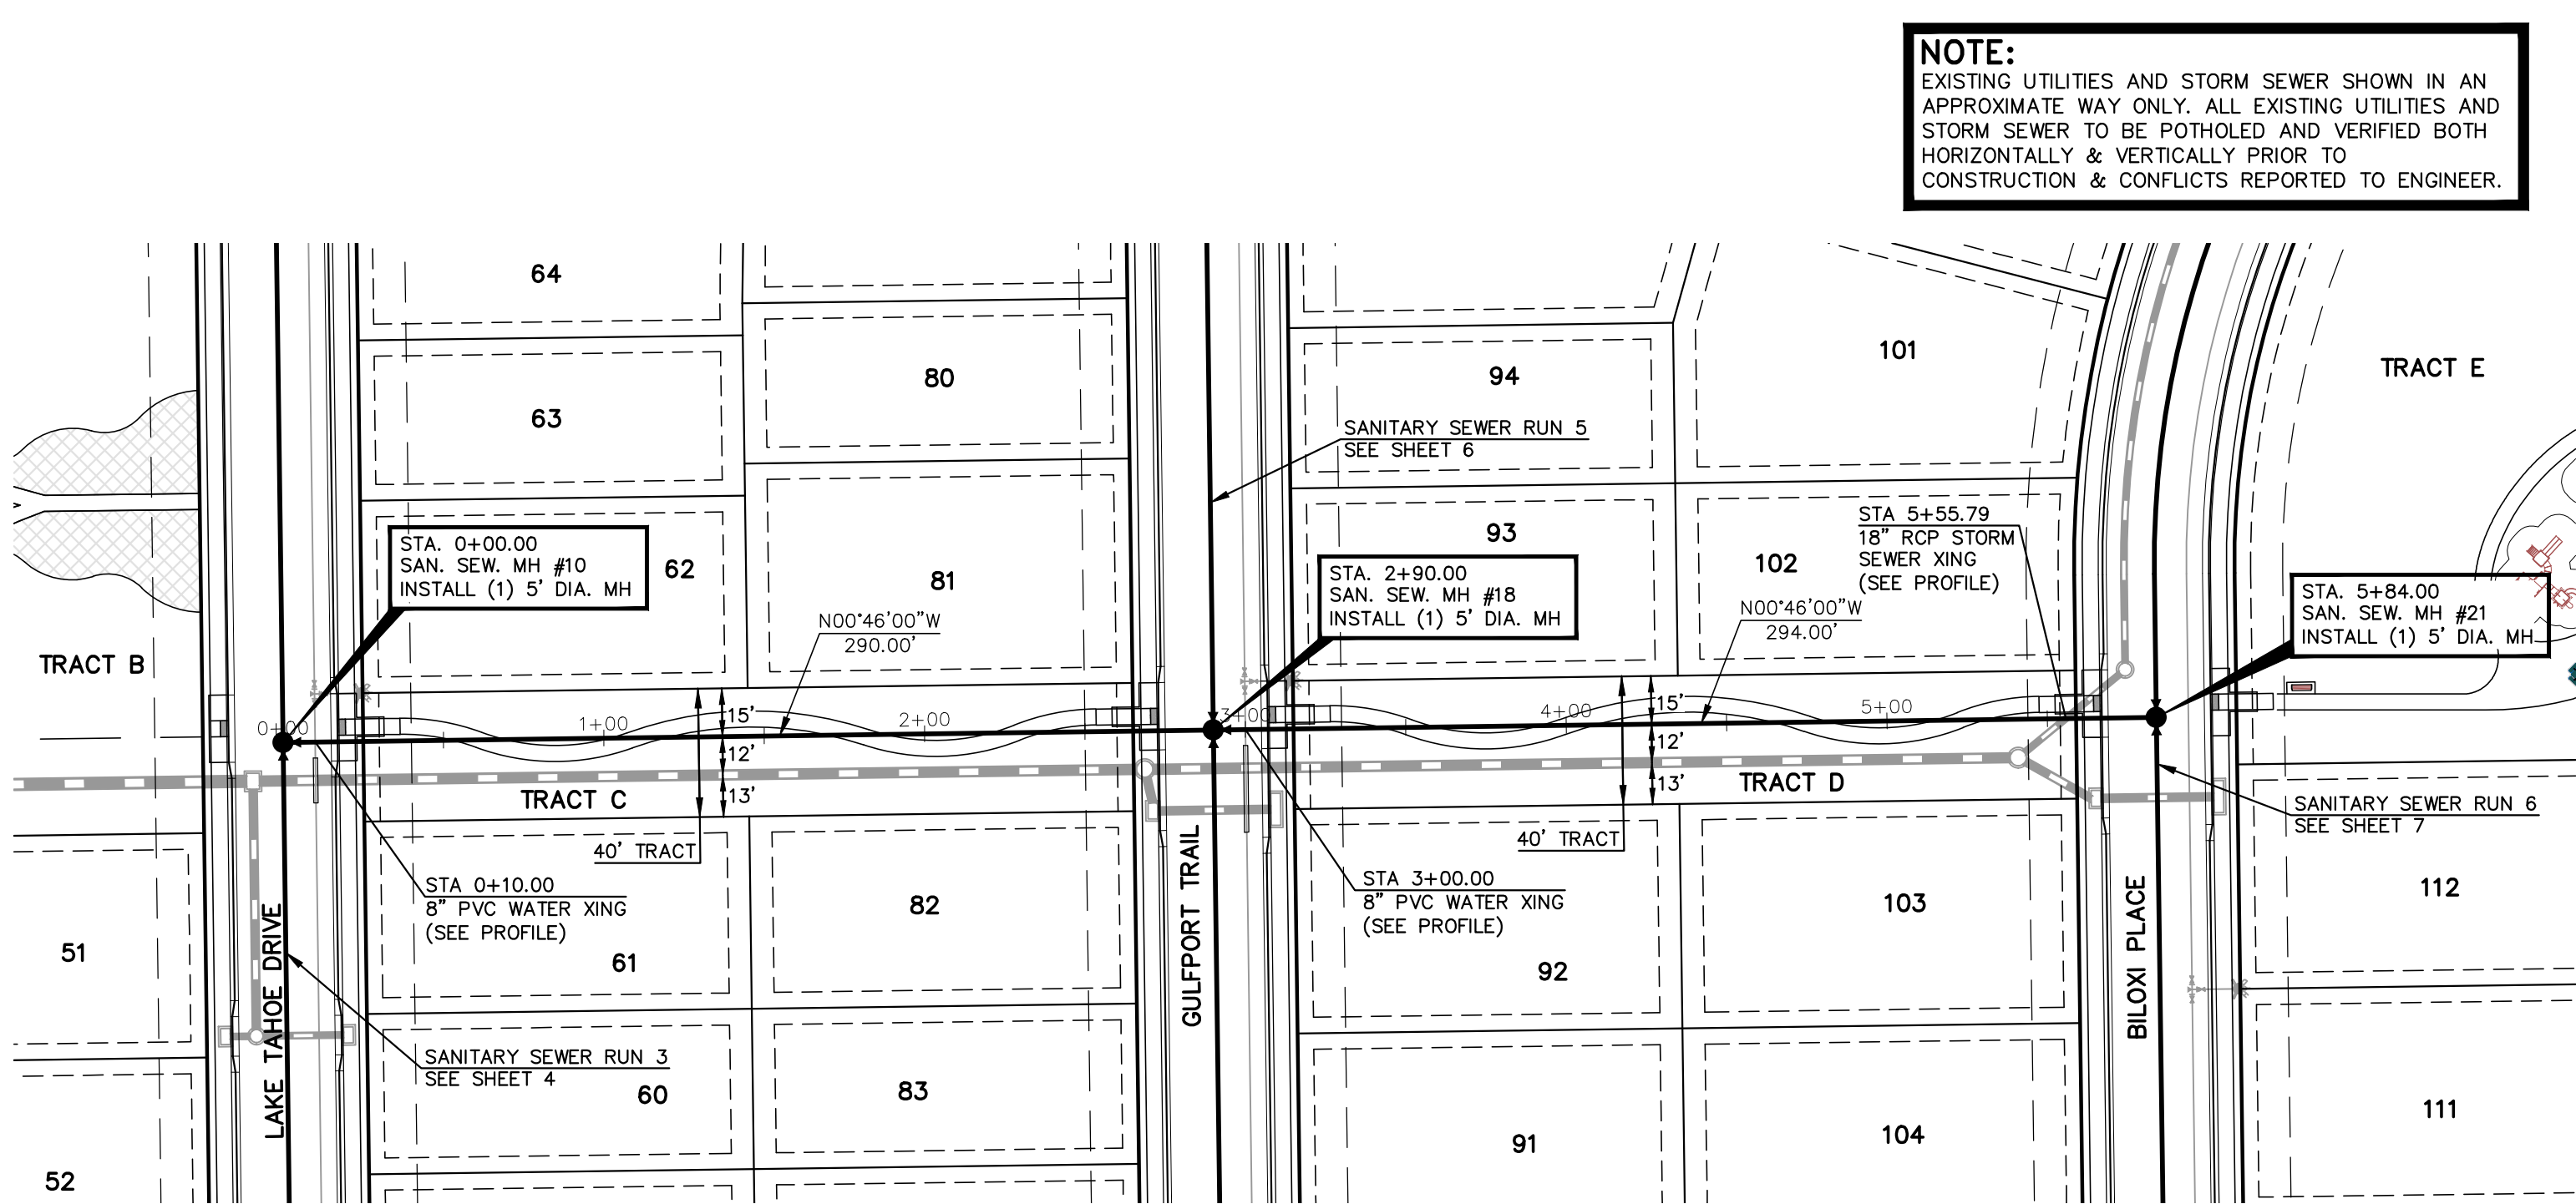 NOTE:
EXISTING UTILITIES AND STORM SEWER SHOWN IN AN
APPROXIMATE WAY ONLY. ALL EXISTING UTILITIES AND
STORM SEWER TO BE POTHOLED AND VERIFIED BOTH
HORIZONTALLY & VERTICALLY PRIOR TO
CONSTRUCTION & CONFLICTS REPORTED TO ENGINEER.
64
63
80
94
101
TRACT E
SANITARY SEWER RUN 5
SEE SHEET 6
STA. 0+00.00
SAN. SEW. MH #10
INSTALL (1) 5' DIA. MH
62
81
N00°46'00"W
290.00'
93
STA. 2+90.00
SAN. SEW. MH #18
INSTALL (1) 5' DIA. MH
102
STA 5+55.79
18" RCP STORM
SEWER XING
(SEE PROFILE)
N00°46'00"W
294.00'
STA. 5+84.00
SAN. SEW. MH #21
INSTALL (1) 5' DIA. MH
TRACT B
0+00
1+00
2+00
3+00
4+00
5+00
15'
12'
13'
15'
12'
13'
TRACT C
TRACT D
40' TRACT
40' TRACT
SANITARY SEWER RUN 6
SEE SHEET 7
STA 0+10.00
8" PVC WATER XING
(SEE PROFILE)
STA 3+00.00
8" PVC WATER XING
(SEE PROFILE)
51
LAKE TAHOE DRIVE
61
82
GULFPORT TRAIL
92
103
BILOXI PLACE
112
SANITARY SEWER RUN 3
SEE SHEET 4
52
60
83
91
104
111